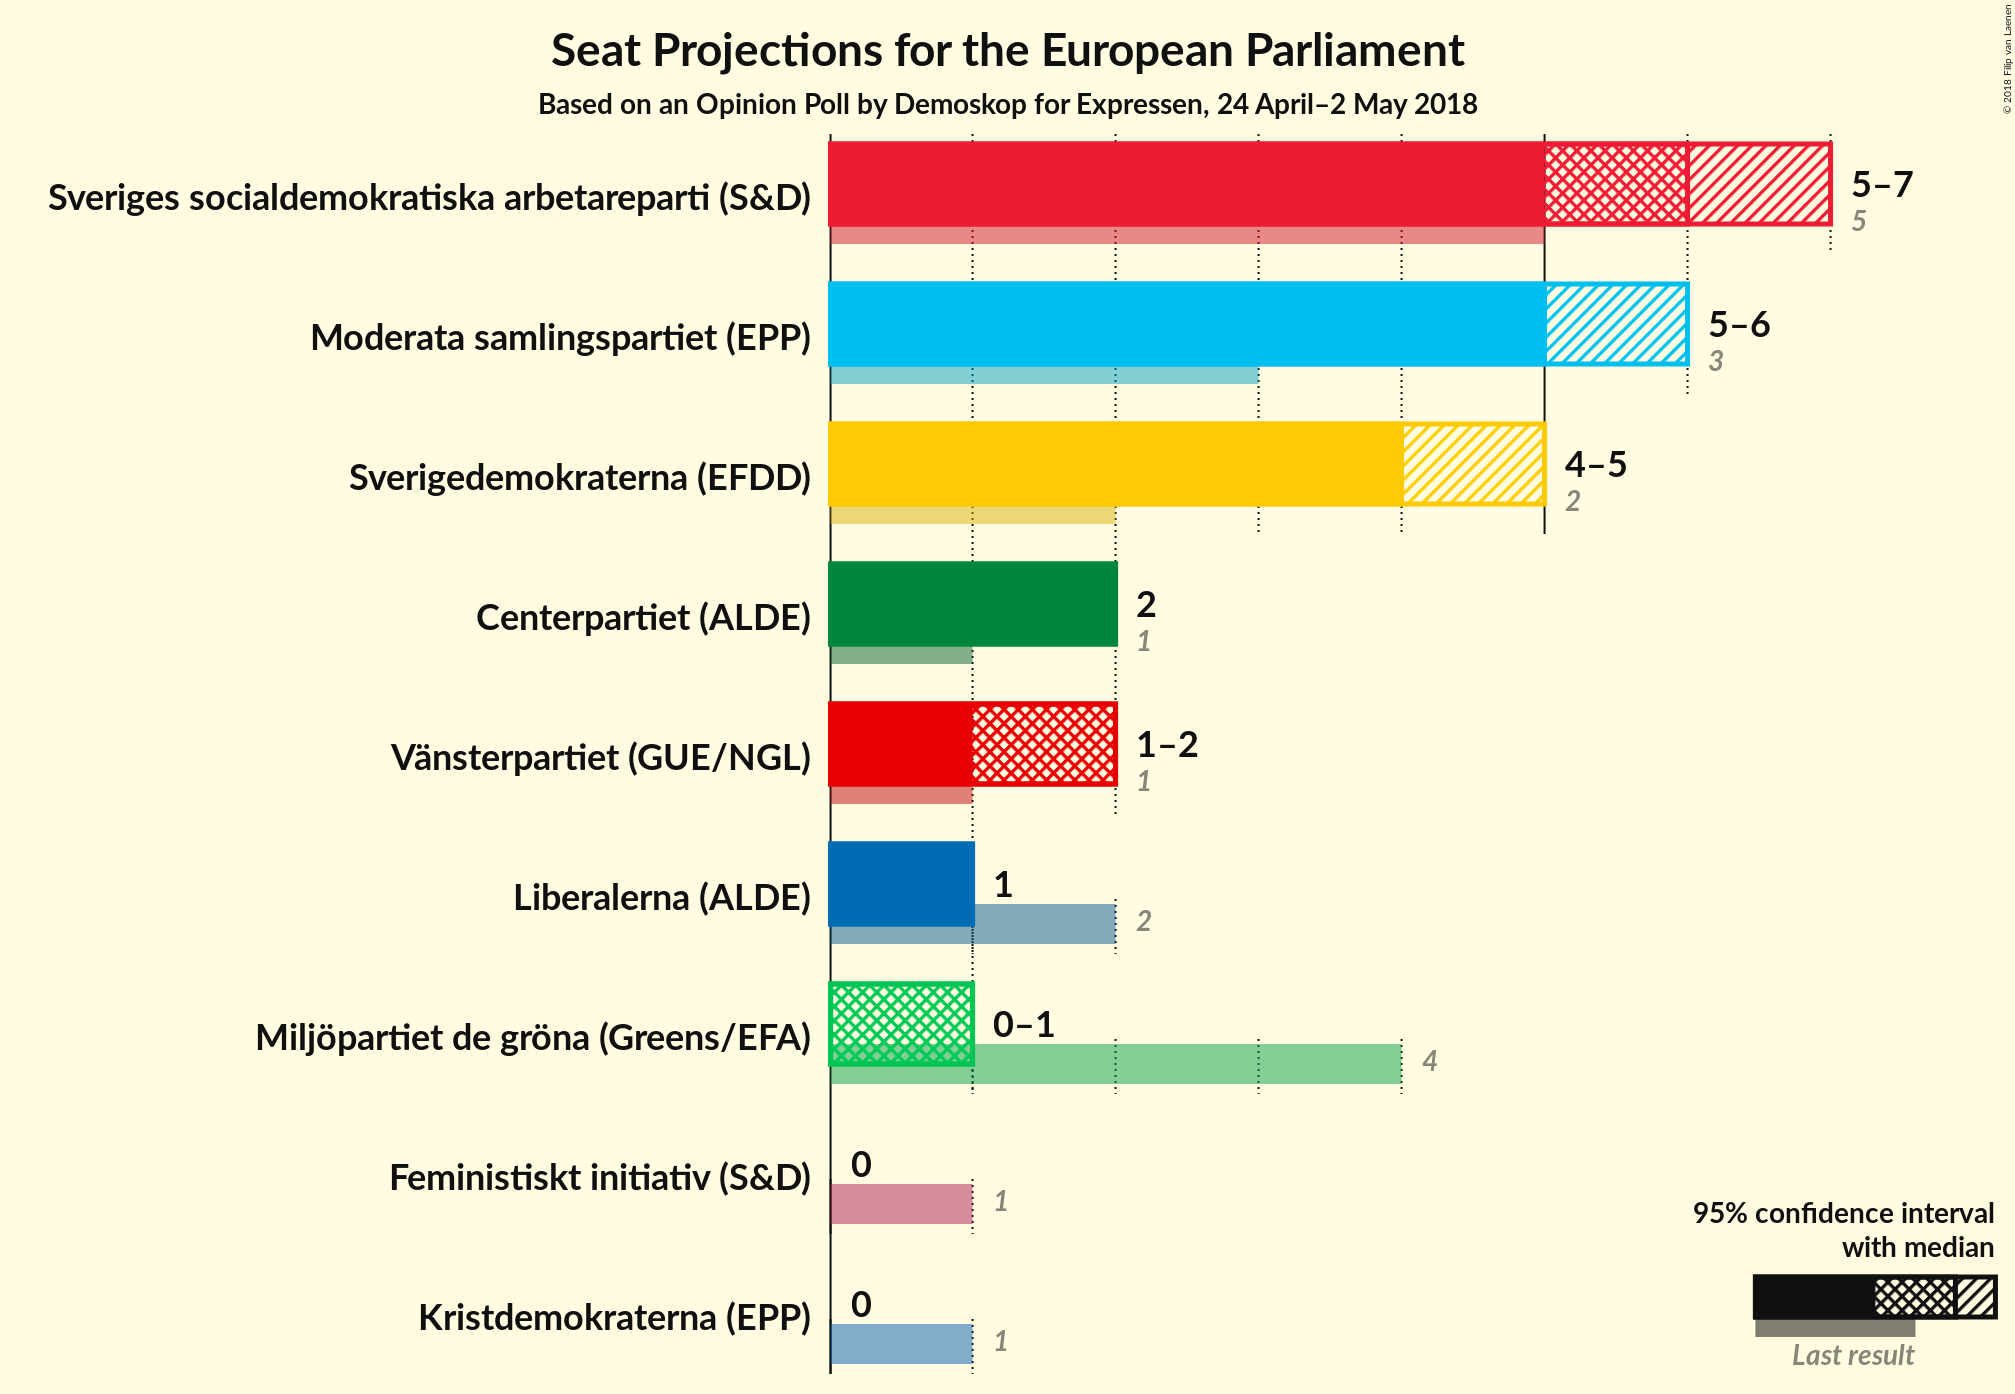 Seat Projections for the European Parliament
Based on an Opinion Poll by Demoskop for Expressen, 24 April–2 May 2018
© 2018 Filip van Laenen
Sveriges socialdemokratiska arbetareparti (S&D)
5–7
5
Moderata samlingspartiet (EPP)
5–6
3
Sverigedemokraterna (EFDD)
4–5
2
Centerpartiet (ALDE)
2
1
Vänsterpartiet (GUE/NGL)
1–2
1
Liberalerna (ALDE)
1
2
Miljöpartiet de gröna (Greens/EFA)
0–1
4
Feministiskt initiativ (S&D)
0
1
Kristdemokraterna (EPP)
0
1
95% confidence interval
with median
Last result